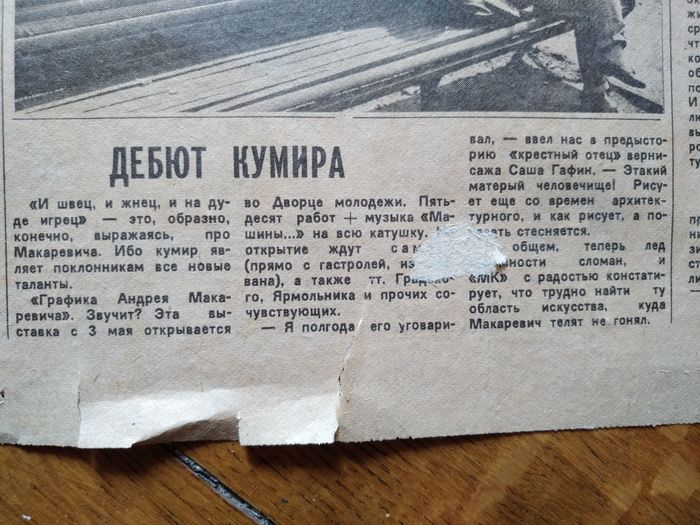 ДЕБЮТ КУМИРА
«И швец, и жнец, и на ду-
де игрец» — это, образно,
конечно, выражаясь, про
Макаревича. Ибо кумир яв-
ляет поклонникам все новые
таланты.
«Графика Андрея Мака-
ревича». Звучит? Эта вы-
ставка с 3 мая открывается
во Дворце молодежи. Пять-
десят работ + музыка «Ма-
шины...» на всю катушку.
открытие ждут сам
(прямо с гастролей, из
вана), а также тт.
го, Ярмольника и прочих со-
чувствующих.
— Я полгода его уговари-
вал, — ввел нас в предысто-
рию «крестный отец» верни-
сажа Саша Гафин. — Этакий
матерый человечище! Рису-
ет еще со времен архитек-
турного, и как рисует, а по-
стесняется.
общем, теперь лед
сломан, и
«МК» с радостью констати-
рует, что трудно найти ту
область искусства, куда
Макаревич телят не гонял.